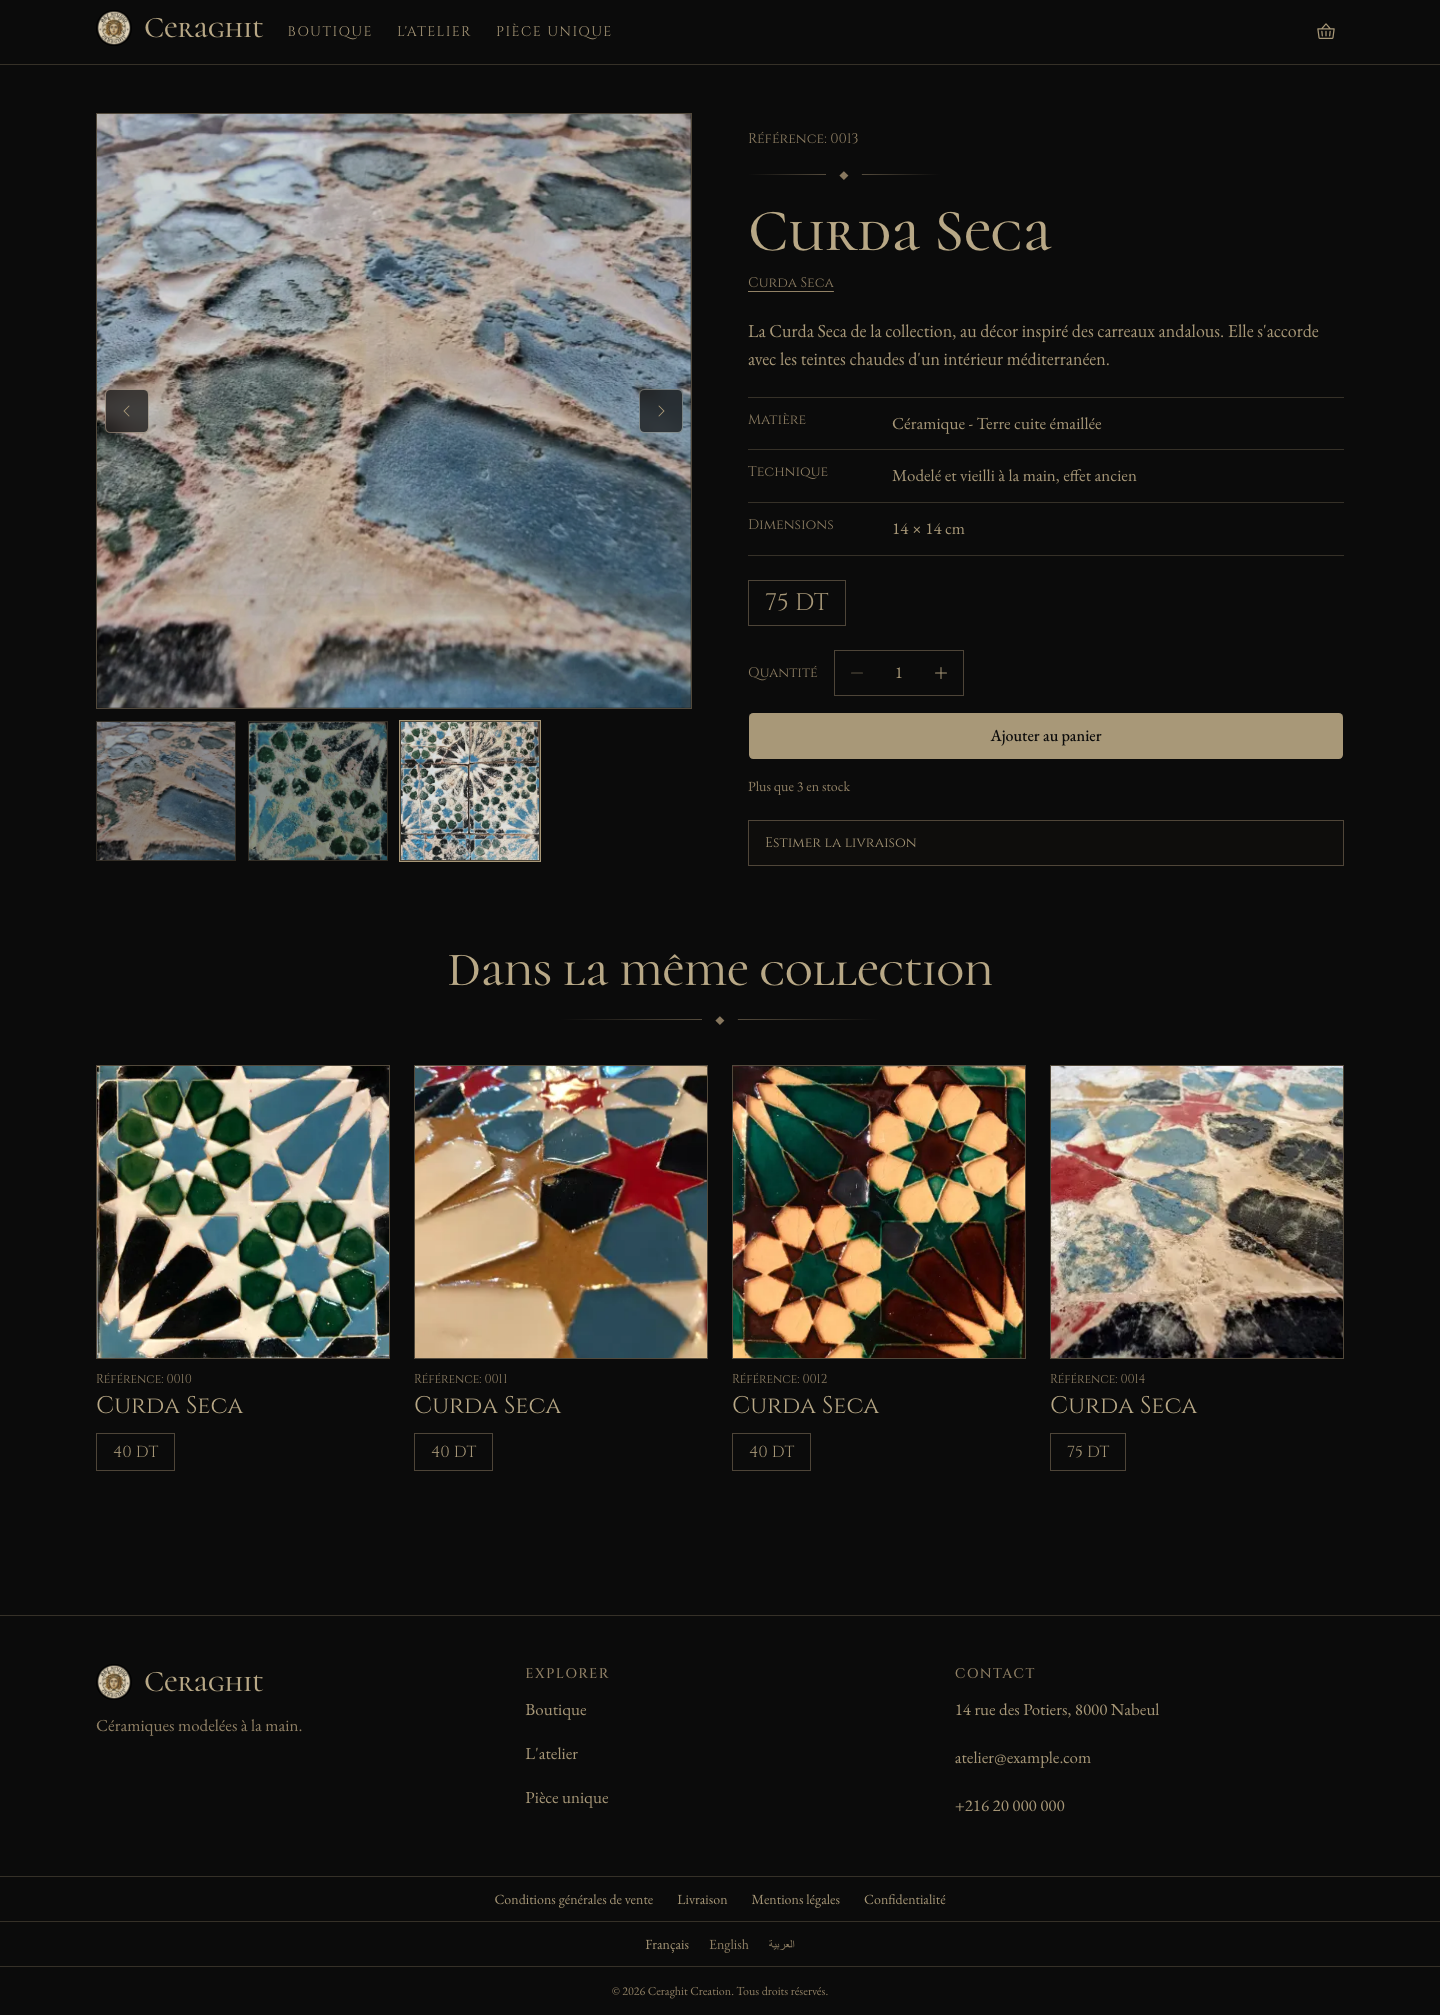 Ceraghit
BOUTIQUE
L'ATELIER
PIÈCE UNIQUE
Référence: 0013
Curda Seca
Curda Seca
La Curda Seca de la collection, au décor inspiré des carreaux andalous. Elle s'accorde
avec les teintes chaudes d'un intérieur méditerranéen.
Matière
Céramique - Terre cuite émaillée
Technique
Modelé et vieilli à la main, effet ancien
Dimensions
14 × 14 cm
75 DT
Quantité
1
Ajouter au panier
Plus que 3 en stock
Estimer la livraison
Dans la même collection
Référence: 0010
Curda Seca
40 DT
Référence: 0011
Curda Seca
40 DT
Référence: 0012
Curda Seca
40 DT
Référence: 0014
Curda Seca
75 DT
Ceraghit
Céramiques modelées à la main.
EXPLORER
Boutique
L'atelier
Pièce unique
CONTACT
14 rue des Potiers, 8000 Nabeul
atelier@example.com
+216 20 000 000
Conditions générales de vente
Livraison
Mentions légales
Confidentialité
Français
English
العربية
© 2026 Ceraghit Creation. Tous droits réservés.